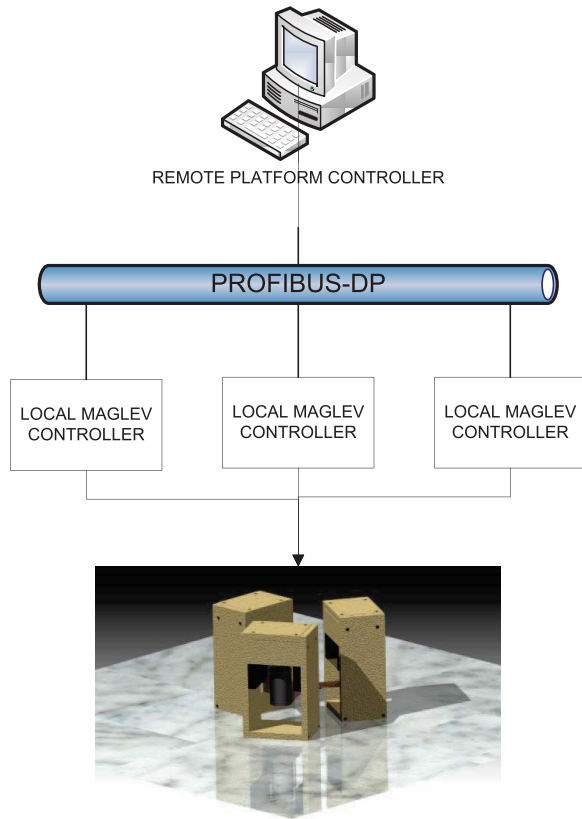 REMOTE PLATFORM CONTROLLER
PROFIBUS-DP
LOCAL MAGLEV
CONTROLLER
LOCAL MAGLEV
CONTROLLER
LOCAL MAGLEV
CONTROLLER